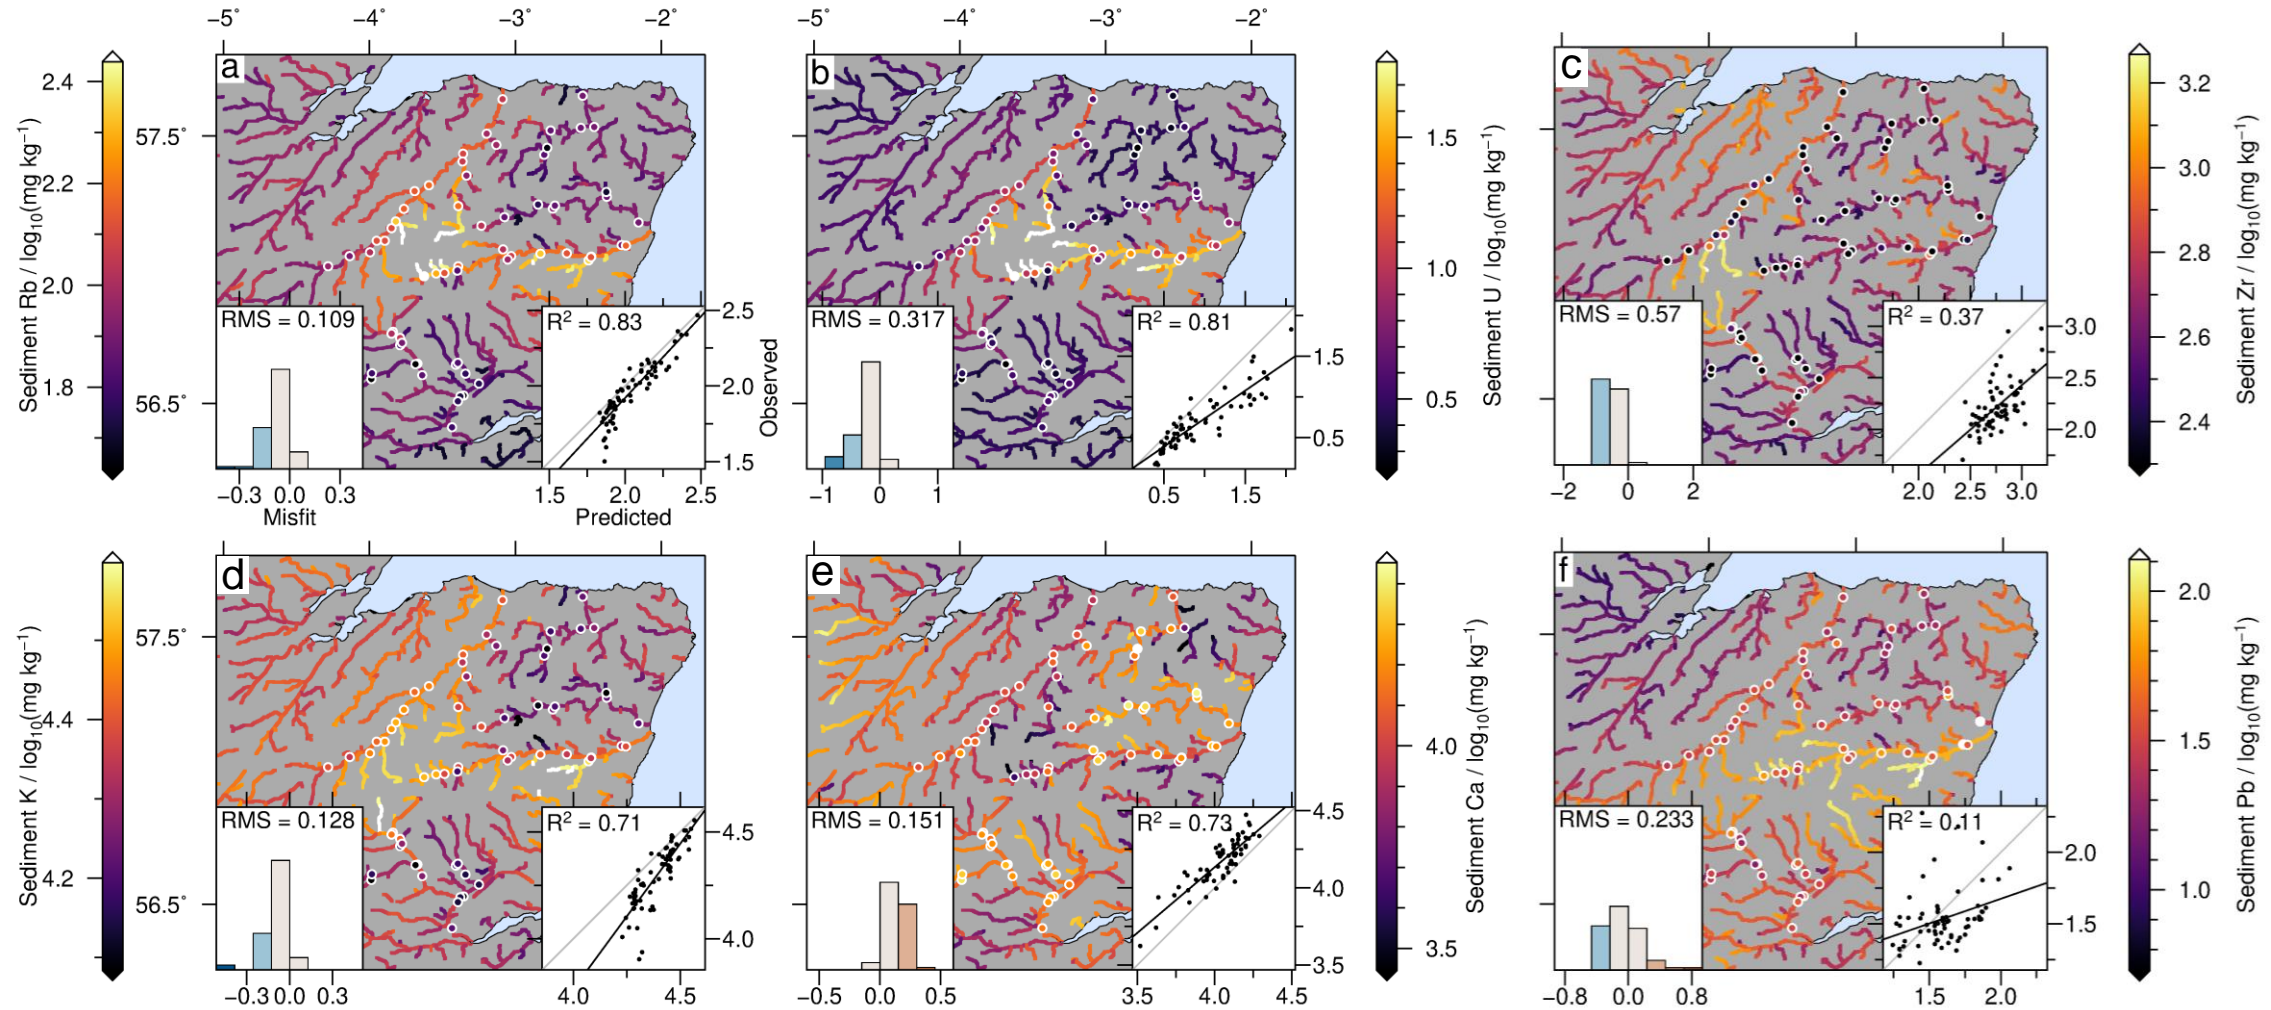 −5° −4° −3° −2° −5° −4° −3° −2°
a
b
c
2.4
2.2
2.0
1.8
Sediment Rb / log10(mg kg−1)
57.5°
56.5°
RMS = 0.109
R2 = 0.83
2.5
2.0
1.5
Observed
−0.3 0.0 0.3
Misfit
1.5 2.0 2.5
Predicted
RMS = 0.317
R2 = 0.81
1.5
0.5
−1 0 1
0.5 1.5
1.5
1.0
0.5
Sediment U / log10(mg kg−1)
RMS = 0.57
R2 = 0.37
3.0
2.5
2.0
−2 0 2
2.0 2.5 3.0
3.2
3.0
2.8
2.6
2.4
Sediment Zr / log10(mg kg−1)
d
e
f
4.4
4.2
Sediment K / log10(mg kg−1)
57.5°
56.5°
RMS = 0.128
R2 = 0.71
4.5
4.0
−0.3 0.0 0.3
4.0 4.5
RMS = 0.151
R2 = 0.73
4.5
4.0
3.5
−0.5 0.0 0.5
3.5 4.0 4.5
4.0
3.5
Sediment Ca / log10(mg kg−1)
RMS = 0.233
R2 = 0.11
2.0
1.5
−0.8 0.0 0.8
1.5 2.0
2.0
1.5
1.0
Sediment Pb / log10(mg kg−1)